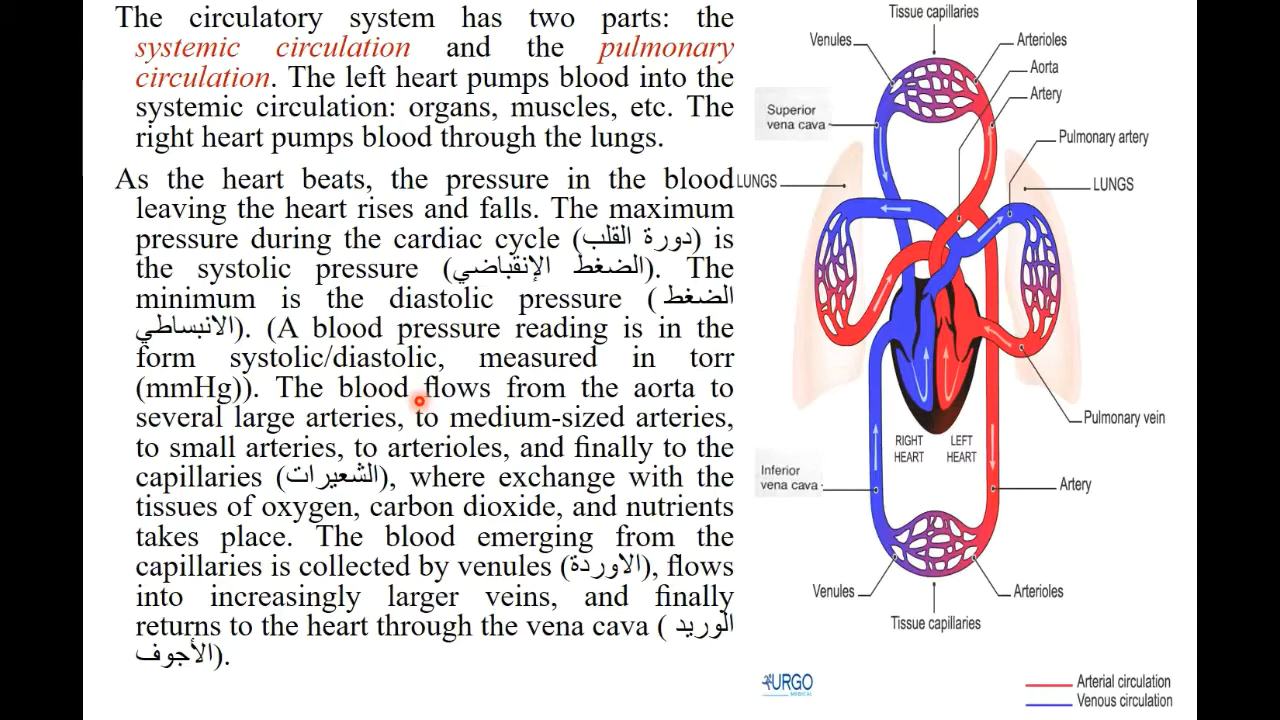 The circulatory system has two parts: the
systemic circulation and the pulmonary
circulation. The left heart pumps blood into the
systemic circulation: organs, muscles, etc. The
right heart pumps blood through the lungs.
As the heart beats, the pressure in the blood
leaving the heart rises and falls. The maximum
pressure during the cardiac cycle (دورة القلب) is
the systolic pressure (الضغط الإنقباضي). The
minimum is the diastolic pressure (الضغط
الانبساطي). (A blood pressure reading is in the
form systolic/diastolic, measured in torr
(mmHg)). The blood flows from the aorta to
several large arteries, to medium-sized arteries,
to small arteries, to arterioles, and finally to the
capillaries (الشعيرات), where exchange with the
tissues of oxygen, carbon dioxide, and nutrients
takes place. The blood emerging from the
capillaries is collected by venules (الاوردة), flows
into increasingly larger veins, and finally
returns to the heart through the vena cava (الوريد
الأجوف).
Tissue capillaries
Venules
Arterioles
Aorta
Artery
Superior
vena cava
Pulmonary artery
LUNGS
LUNGS
Pulmonary vein
RIGHT
HEART
LEFT
HEART
Inferior
vena cava
Artery
Venules
Arterioles
Tissue capillaries
URGO
MEDICAL
Arterial circulation
Venous circulation